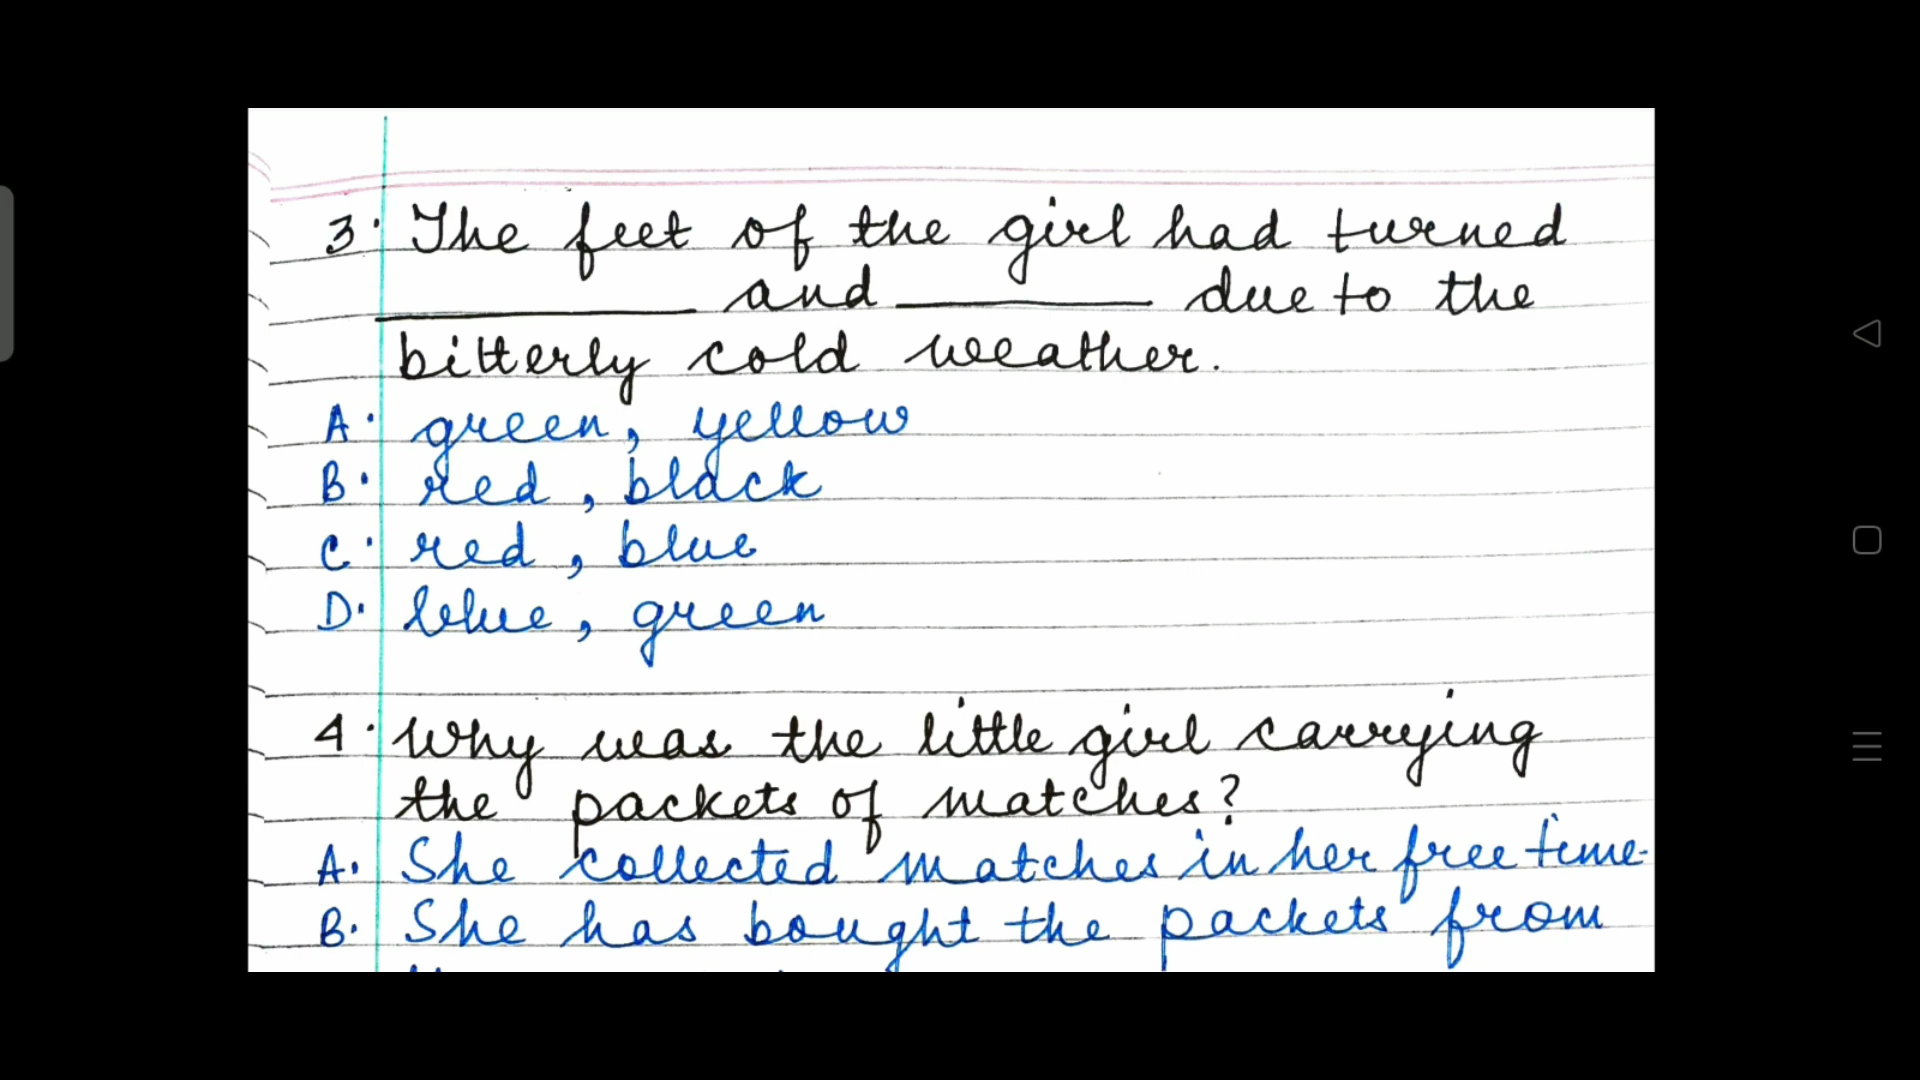 3. The feet of the girl had turned
__________ and ________ due to the
bitterly cold weather.
A. green, yellow
B. red, black
C. red, blue
D. blue, green
4. Why was the little girl carrying
the packets of matches?
A. She collected matches in her free time.
B. She has bought the packets from